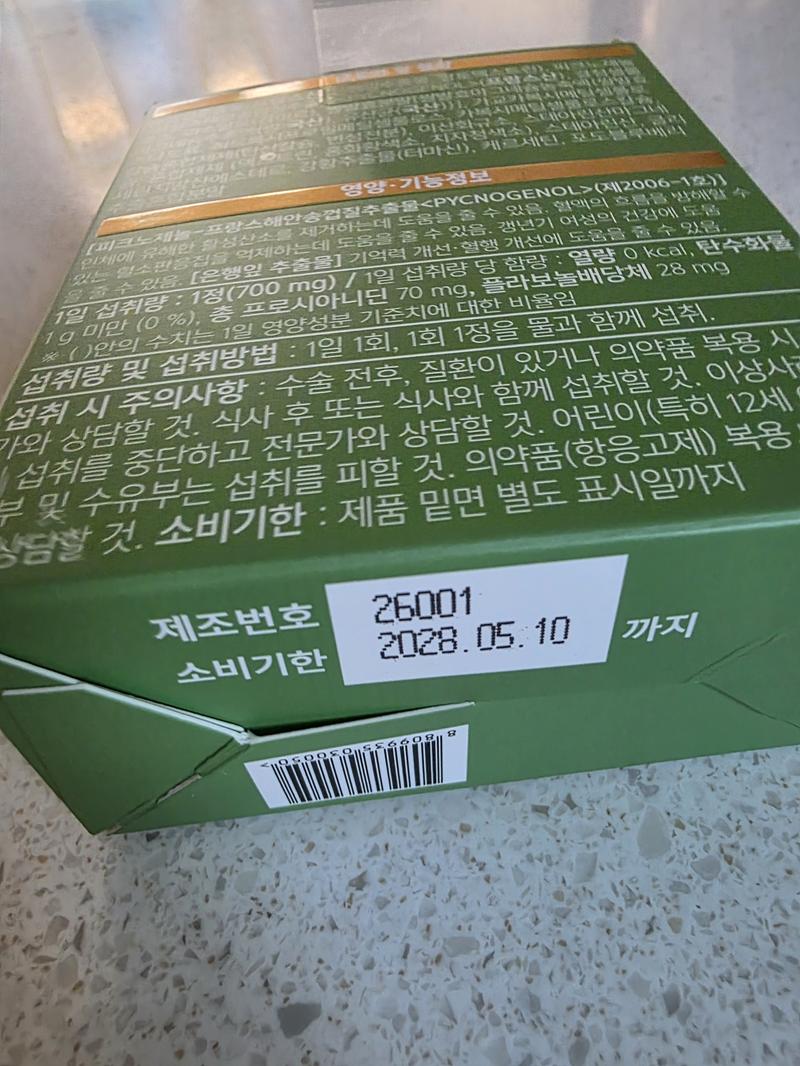 영양·기능정보
[피크노제놀-프랑스해안송껍질추출물<PYCNOGENOL>(제2006-1호)]
인체에 유해한 활성산소를 제거하는데 도움을 줄 수 있음. 혈액의 흐름을 방해할 수
있는 혈소판응집을 억제하는데 도움을 줄 수 있음. 갱년기 여성의 건강에 도움
을 줄 수 있음. [은행잎 추출물] 기억력 개선·혈행 개선에 도움을 줄 수 있음.
1일 섭취량 : 1정(700 mg) / 1일 섭취량 당 함량 : 열량 0 kcal, 탄수화물
1 g 미만 (0 %), 총 프로시아니딘 70 mg, 플라보놀배당체 28 mg
※ ( )안의 수치는 1일 영양성분 기준치에 대한 비율임
섭취량 및 섭취방법 : 1일 1회, 1회 1정을 물과 함께 섭취.
섭취 시 주의사항 : 수술 전후, 질환이 있거나 의약품 복용 시
가와 상담할 것. 식사 후 또는 식사와 함께 섭취할 것. 이상사
섭취를 중단하고 전문가와 상담할 것. 어린이(특히 12세
부 및 수유부는 섭취를 피할 것. 의약품(항응고제) 복용
상담할 것. 소비기한 : 제품 밑면 별도 표시일까지
제조번호 26001
소비기한 2028.05.10 까지
8 809935 030050 >